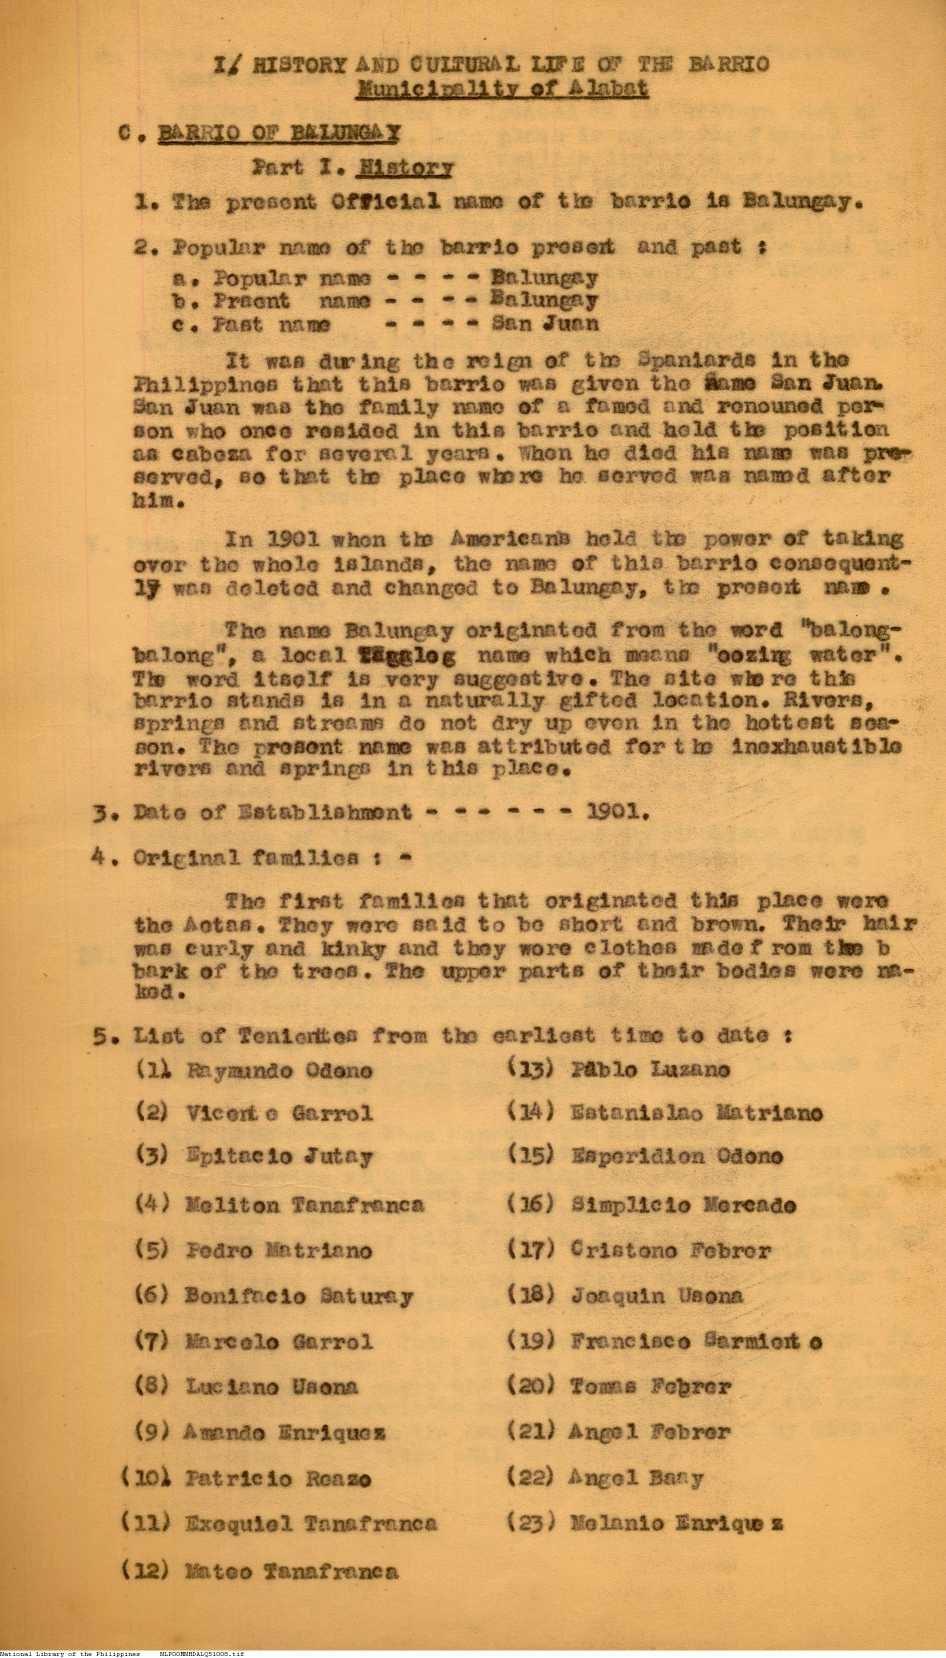 I/ HISTORY AND CULTURAL LIFE OF THE BARRIO
Municipality of Alabat
C. BARRIO OF BALUNGAY
Part I. History
1. The present Official name of the barrio is Balungay.
2. Popular name of the barrio present and past :
a. Popular name - - - - Balungay
b. Prsent name - - - - Balungay
c. Past name - - - - San Juan
It was during the reign of the Spaniards in the
Philippines that this barrio was given the name San Juan.
San Juan was the family name of a famed and renouned per-
son who once resided in this barrio and held the position
as cabeza for several years. When he died his name was pre-
served, so that the place where he served was named after
him.
In 1901 when the Americans held the power of taking
over the whole islands, the name of this barrio consequent-
ly was deleted and changed to Balungay, the present name.
The name Balungay originated from the word "balong-
balong", a local Tagalog name which means "oozing water".
The word itself is very suggestive. The site where this
barrio stands is in a naturally gifted location. Rivers,
springs and streams do not dry up even in the hottest sea-
son. The present name was attributed for the inexhaustible
rivers and springs in this place.
3. Date of Establishment - - - - - - 1901.
4. Original families : -
The first families that originated this place were
the Aetas. They were said to be short and brown. Their hair
was curly and kinky and they wore clothes made from the b
bark of the trees. The upper parts of their bodies were na-
ked.
5. List of Tenientes from the earliest time to date :
(1) Raymundo Odono (13) Pablo Luzano
(2) Vicente Garrol (14) Estanislao Matriano
(3) Epitacio Jutay (15) Esperidion Odono
(4) Meliton Tanafranca (16) Simplicio Mercado
(5) Pedro Matriano (17) Cristeno Febrer
(6) Bonifacio Saturay (18) Joaquin Usona
(7) Marcelo Garrol (19) Francisco Sarmiento
(8) Luciano Usona (20) Tomas Febrer
(9) Amando Enriquez (21) Angel Febrer
(10) Patricio Reazo (22) Angel Baay
(11) Exequiel Tanafranca (23) Melanio Enriquez
(12) Mateo Tanafranca
National Library of the Philippines NLPOOMNHDALQ51008.tif